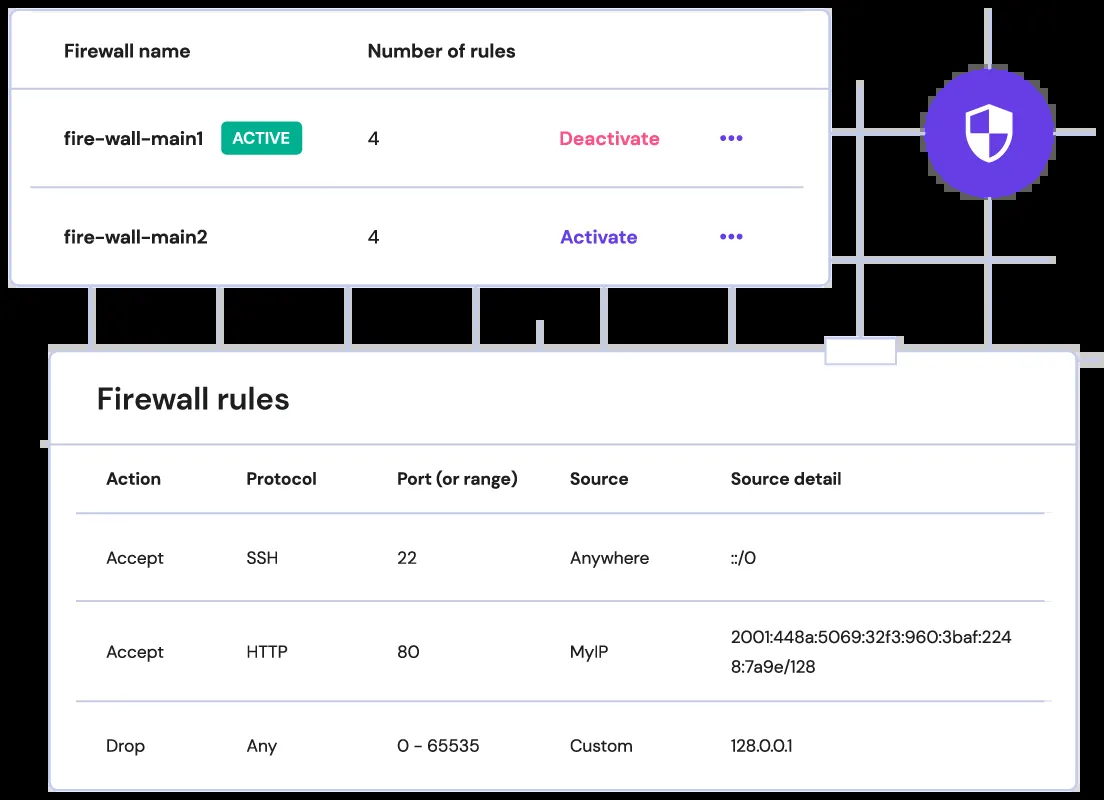 Firewall name Number of rules
fire-wall-main1 ACTIVE 4 Deactivate •••
fire-wall-main2 4 Activate •••
Firewall rules
Action Protocol Port (or range) Source Source detail
Accept SSH 22 Anywhere ::/0
Accept HTTP 80 MyIP 2001:448a:5069:32f3:960:3baf:224
8:7a9e/128
Drop Any 0 - 65535 Custom 128.0.0.1